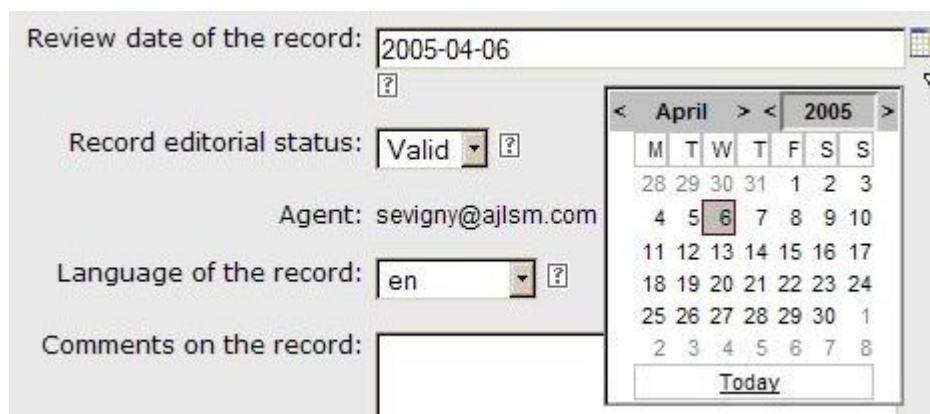 Review date of the record: 2005-04-06
?
< April > < 2005 >
M T W T F S S
28 29 30 31 1 2 3
4 5 6 7 8 9 10
11 12 13 14 15 16 17
18 19 20 21 22 23 24
25 26 27 28 29 30 1
2 3 4 5 6 7 8
Today
Record editorial status: Valid ?
Agent: sevigny@ajlsm.com
Language of the record: en ?
Comments on the record: